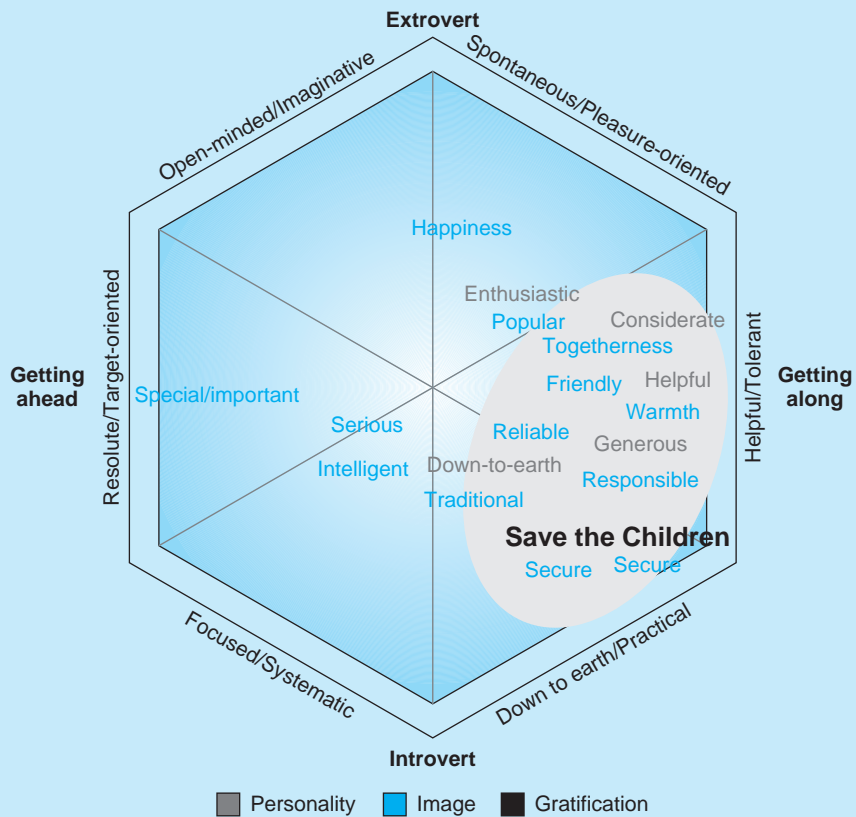 Extrovert
Open-minded/Imaginative
Spontaneous/Pleasure-oriented
Happiness
Enthusiastic
Popular
Considerate
Togetherness
Getting
ahead
Resolute/Target-oriented
Special/important
Friendly
Helpful
Helpful/Tolerant
Getting
along
Warmth
Serious
Reliable
Generous
Intelligent
Down-to-earth
Responsible
Traditional
Save the Children
Secure
Secure
Focused/Systematic
Down to earth/Practical
Introvert
Personality
Image
Gratification